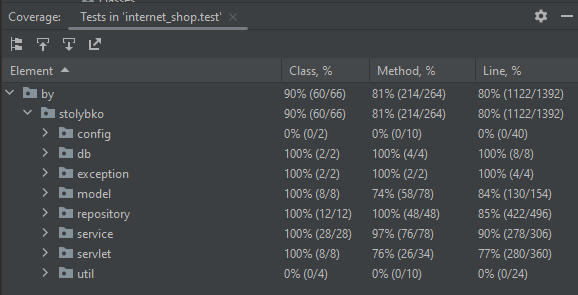 Coverage: Tests in 'internet_shop.test'
Element Class, % Method, % Line, %
by 90% (60/66) 81% (214/264) 80% (1122/1392)
stolybko 90% (60/66) 81% (214/264) 80% (1122/1392)
config 0% (0/2) 0% (0/10) 0% (0/40)
db 100% (2/2) 100% (4/4) 100% (8/8)
exception 100% (2/2) 100% (2/2) 100% (4/4)
model 100% (8/8) 74% (58/78) 84% (130/154)
repository 100% (12/12) 100% (48/48) 85% (422/496)
service 100% (28/28) 97% (76/78) 90% (278/306)
servlet 100% (8/8) 76% (26/34) 77% (280/360)
util 0% (0/4) 0% (0/10) 0% (0/24)